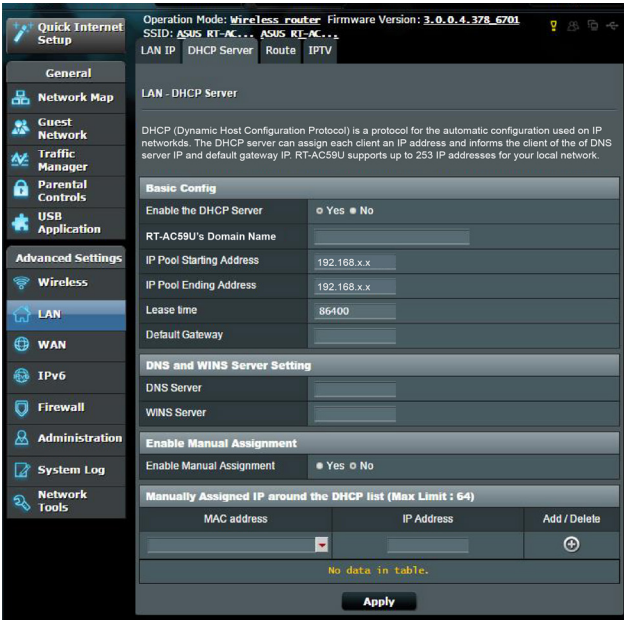 Quick Internet
Setup
Operation Mode: Wireless router Firmware Version: 3.0.0.4.378_6701
SSID: ASUS RT-AC... ASUS RT-AC...
LAN IP DHCP Server Route IPTV
General
Network Map
Guest
Network
Traffic
Manager
Parental
Controls
USB
Application
Advanced Settings
Wireless
LAN
WAN
IPv6
Firewall
Administration
System Log
Network
Tools
LAN - DHCP Server
DHCP (Dynamic Host Configuration Protocol) is a protocol for the automatic configuration used on IP
networkds. The DHCP server can assign each client an IP address and informs the client of the of DNS
server IP and default gateway IP. RT-AC59U supports up to 253 IP addresses for your local network.
Basic Config
Enable the DHCP Server Yes No
RT-AC59U's Domain Name
IP Pool Starting Address 192.168.x.x
IP Pool Ending Address 192.168.x.x
Lease time 86400
Default Gateway
DNS and WINS Server Setting
DNS Server
WINS Server
Enable Manual Assignment
Enable Manual Assignment Yes No
Manually Assigned IP around the DHCP list (Max Limit : 64)
MAC address IP Address Add / Delete
No data in table.
Apply